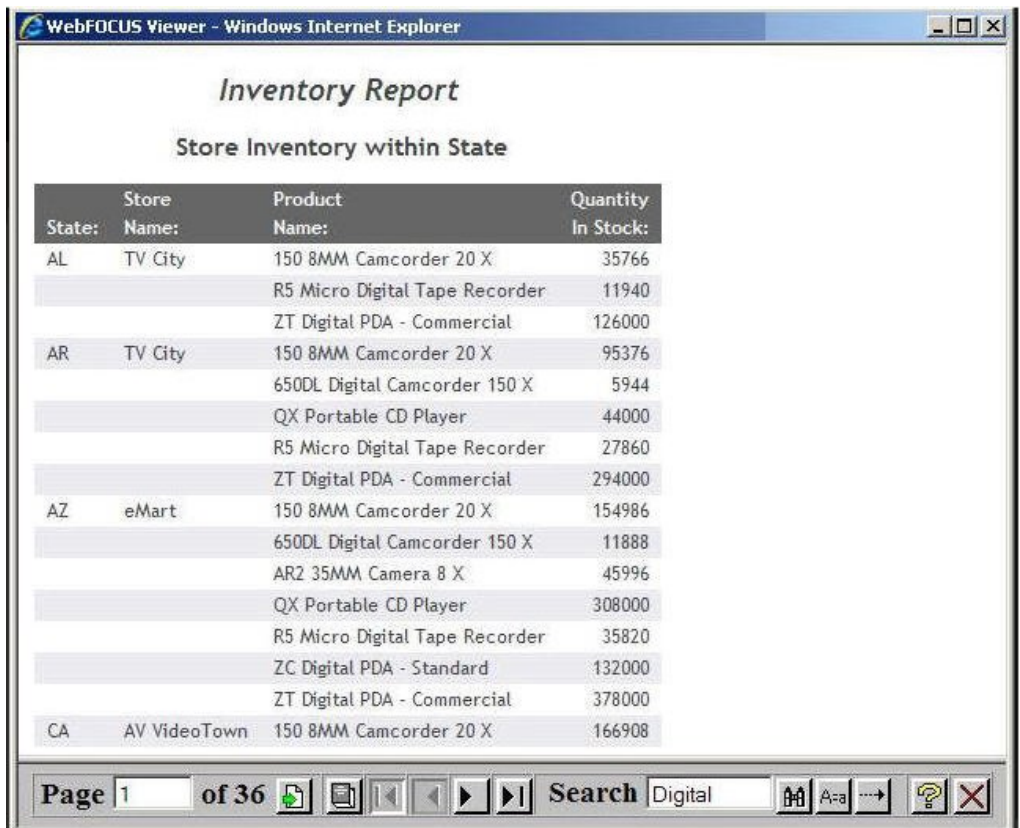 WebFOCUS Viewer - Windows Internet Explorer
Inventory Report
Store Inventory within State
Store Product Quantity
State: Name: Name: In Stock:
AL TV City 150 8MM Camcorder 20 X 35766
R5 Micro Digital Tape Recorder 11940
ZT Digital PDA - Commercial 126000
AR TV City 150 8MM Camcorder 20 X 95376
650DL Digital Camcorder 150 X 5944
QX Portable CD Player 44000
R5 Micro Digital Tape Recorder 27860
ZT Digital PDA - Commercial 294000
AZ eMart 150 8MM Camcorder 20 X 154986
650DL Digital Camcorder 150 X 11888
AR2 35MM Camera 8 X 45996
QX Portable CD Player 308000
R5 Micro Digital Tape Recorder 35820
ZC Digital PDA - Standard 132000
ZT Digital PDA - Commercial 378000
CA AV VideoTown 150 8MM Camcorder 20 X 166908
Page 1 of 36 Search Digital A=a